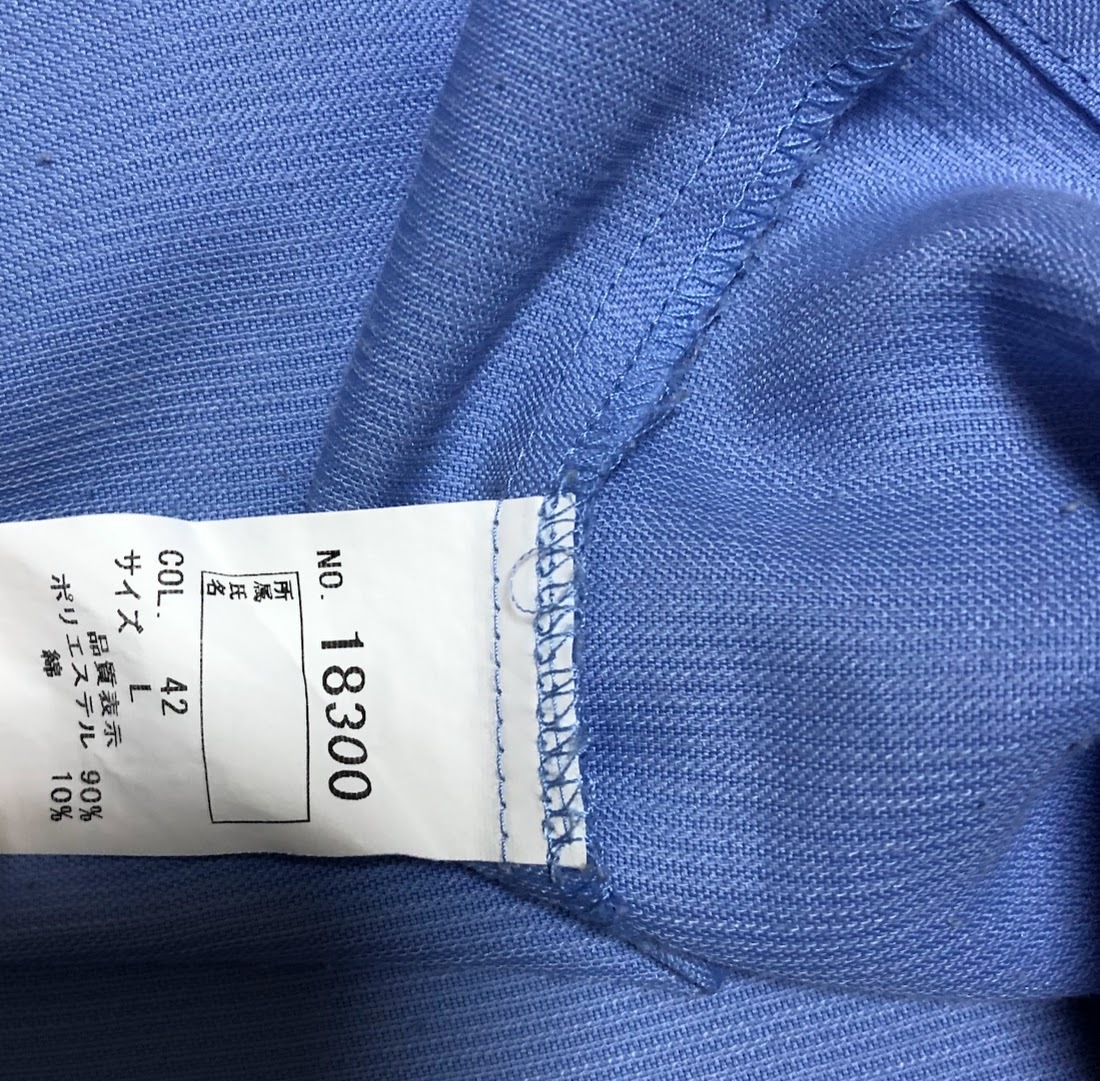 NO. 18300
所属
氏名
COL. 42
サイズ L
品質表示
ポリエステル 90%
綿 10%